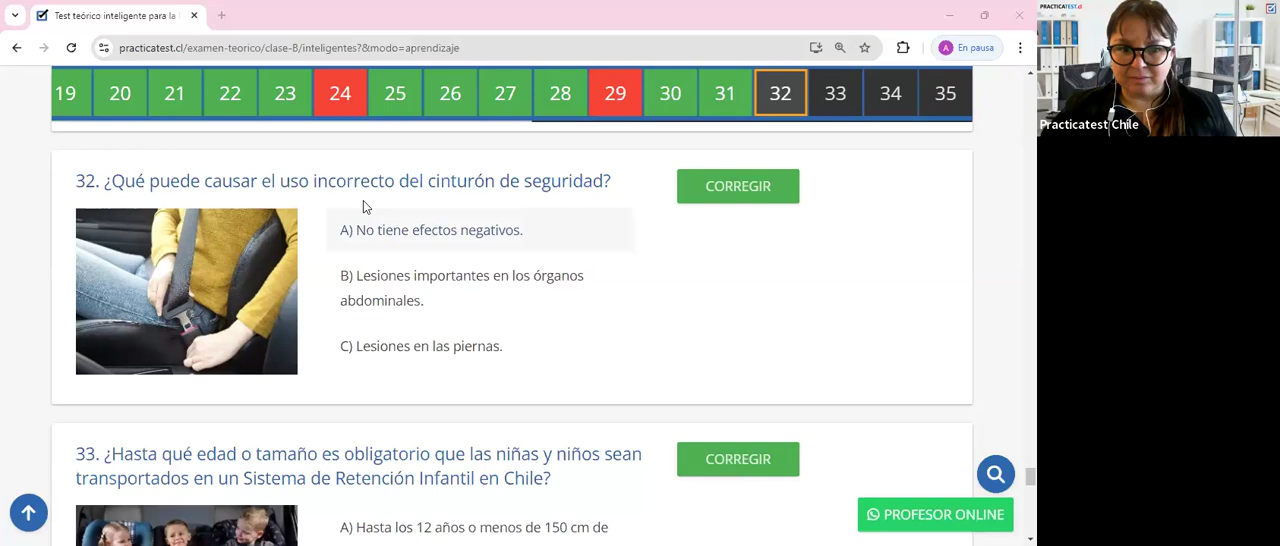 Test teórico inteligente para la
practicatest.cl/examen-teorico/clase-B/inteligentes?&modo=aprendizaje
A En pausa
PRACTICATEST.cl
Practicatest Chile
19 20 21 22 23 24 25 26 27 28 29 30 31 32 33 34 35
32. ¿Qué puede causar el uso incorrecto del cinturón de seguridad?
CORREGIR
A) No tiene efectos negativos.
B) Lesiones importantes en los órganos
abdominales.
C) Lesiones en las piernas.
33. ¿Hasta qué edad o tamaño es obligatorio que las niñas y niños sean
transportados en un Sistema de Retención Infantil en Chile?
CORREGIR
A) Hasta los 12 años o menos de 150 cm de
PROFESOR ONLINE